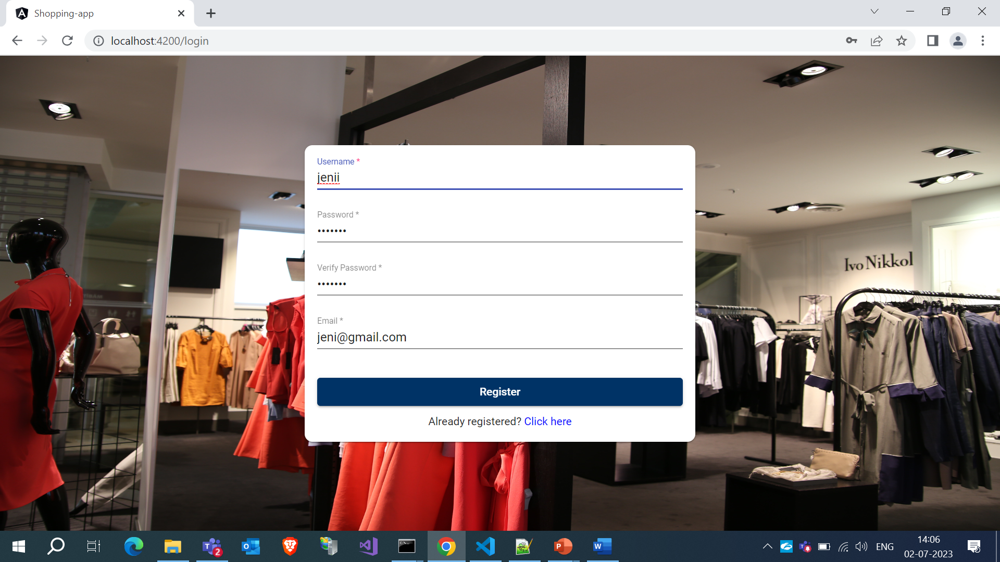 Shopping-app
localhost:4200/login
Username *
jenii
Password *
•••••••
Verify Password *
•••••••
Email *
jeni@gmail.com
Register
Already registered? Click here
Ivo Nikkol
2
ENG
14:06
02-07-2023